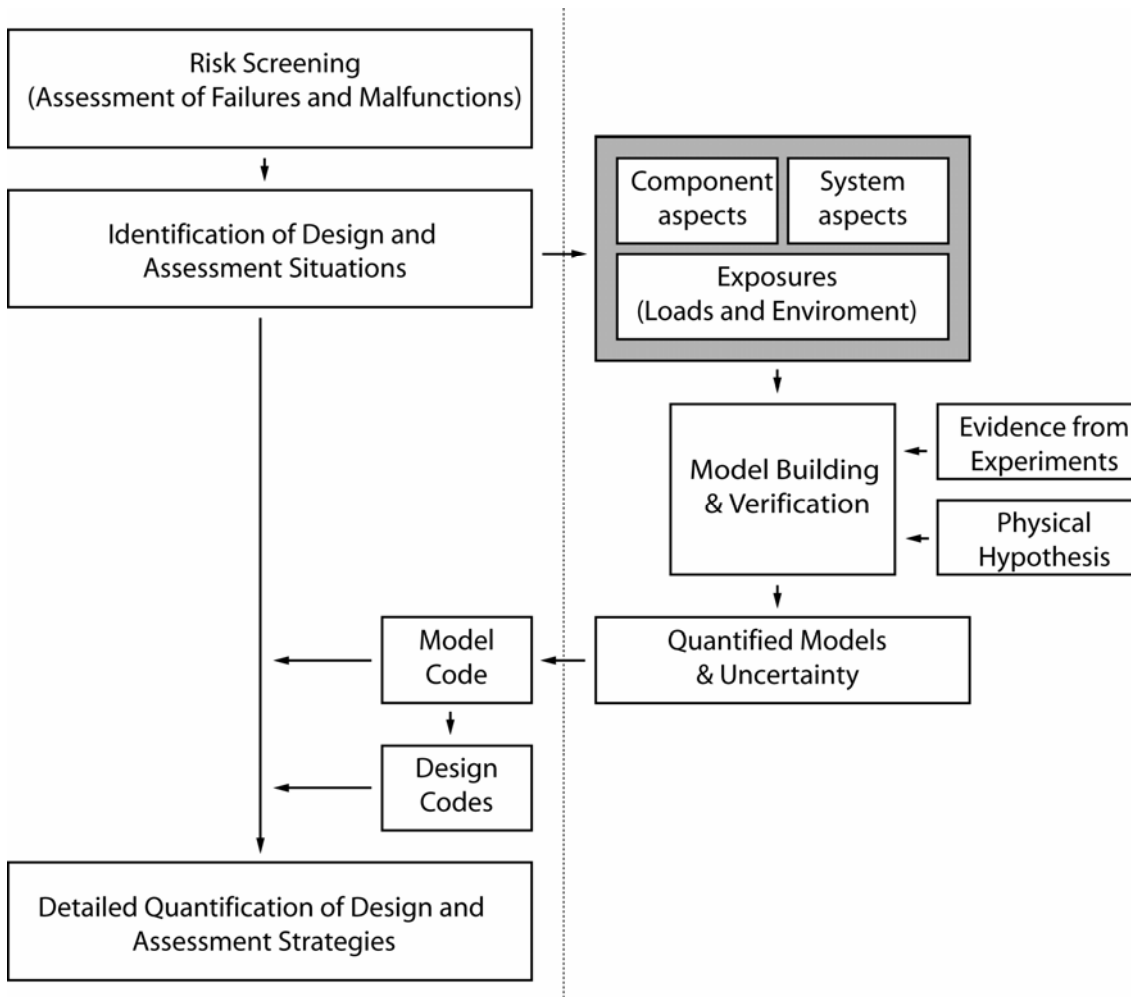 Risk Screening
(Assessment of Failures and Malfunctions)
Identification of Design and
Assessment Situations
Component
aspects
System
aspects
Exposures
(Loads and Enviroment)
Model Building
& Verification
Evidence from
Experiments
Physical
Hypothesis
Quantified Models
& Uncertainty
Model
Code
Design
Codes
Detailed Quantification of Design and
Assessment Strategies